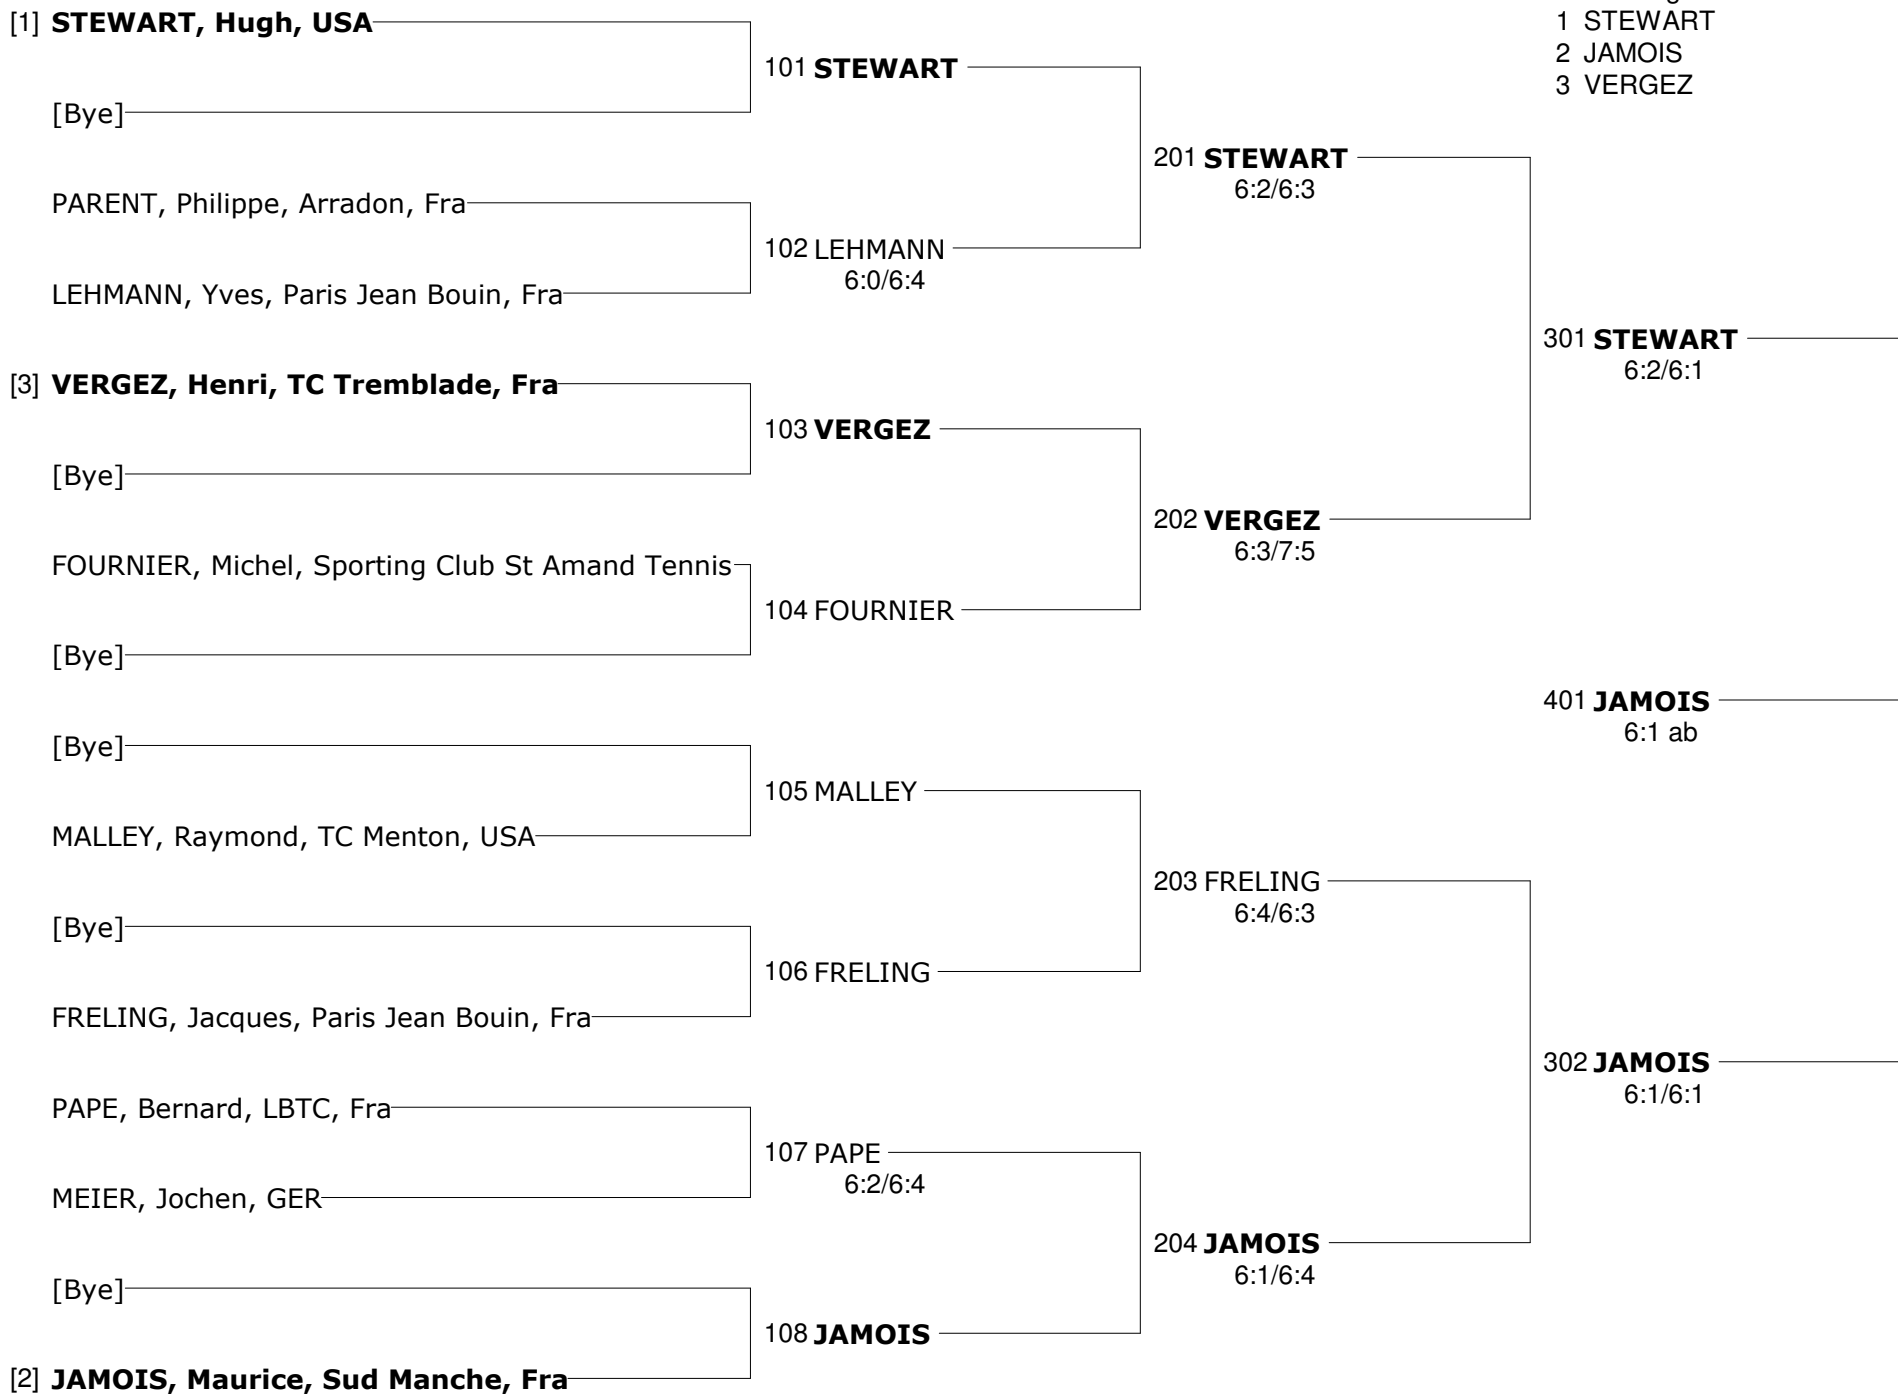 [1] STEWART, Hugh, USA
[Bye]
PARENT, Philippe, Arradon, Fra
LEHMANN, Yves, Paris Jean Bouin, Fra
[3] VERGEZ, Henri, TC Tremblade, Fra
[Bye]
FOURNIER, Michel, Sporting Club St Amand Tennis
[Bye]
[Bye]
MALLEY, Raymond, TC Menton, USA
[Bye]
FRELING, Jacques, Paris Jean Bouin, Fra
PAPE, Bernard, LBTC, Fra
MEIER, Jochen, GER
[Bye]
[2] JAMOIS, Maurice, Sud Manche, Fra
101 STEWART
102 LEHMANN
6:0/6:4
103 VERGEZ
104 FOURNIER
105 MALLEY
106 FRELING
107 PAPE
6:2/6:4
108 JAMOIS
201 STEWART
6:2/6:3
202 VERGEZ
6:3/7:5
203 FRELING
6:4/6:3
204 JAMOIS
6:1/6:4
1 STEWART
2 JAMOIS
3 VERGEZ
301 STEWART
6:2/6:1
401 JAMOIS
6:1 ab
302 JAMOIS
6:1/6:1